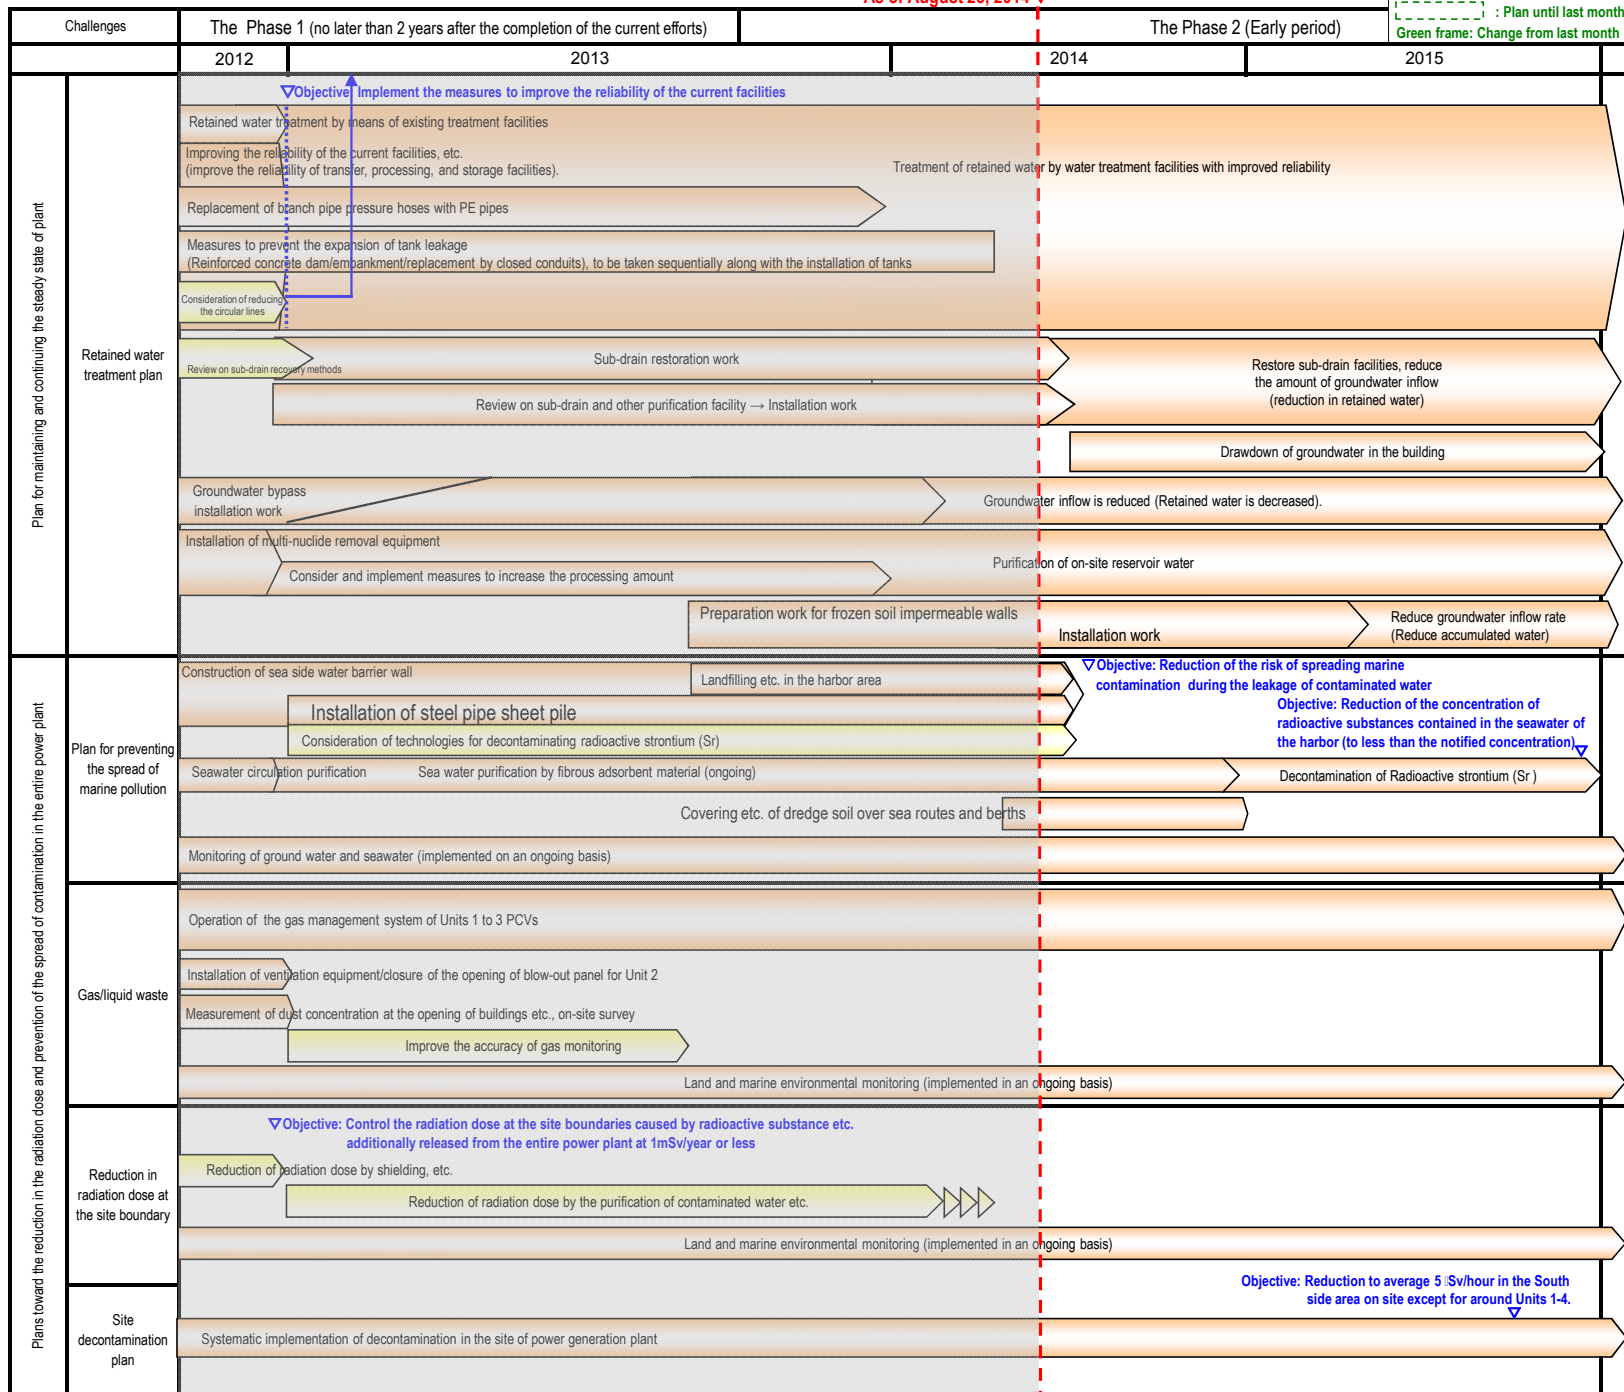 As of August 28, 2014
: Plan until last month
Green frame: Change from last month
Challenges
The Phase 1 (no later than 2 years after the completion of the current efforts)
The Phase 2 (Early period)
2012
2013
2014
2015
Plan for maintaining and continuing the steady state of plant
Retained water
treatment plan
Objective: Implement the measures to improve the reliability of the current facilities
Retained water treatment by means of existing treatment facilities
Improving the reliability of the current facilities, etc.
(improve the reliability of transfer, processing, and storage facilities).
Treatment of retained water by water treatment facilities with improved reliability
Replacement of branch pipe pressure hoses with PE pipes
Measures to prevent the expansion of tank leakage
(Reinforced concrete dam/embankment/replacement by closed conduits), to be taken sequentially along with the installation of tanks
Consideration of reducing
the circular lines
Review on sub-drain recovery methods
Sub-drain restoration work
Restore sub-drain facilities, reduce
the amount of groundwater inflow
(reduction in retained water)
Review on sub-drain and other purification facility → Installation work
Drawdown of groundwater in the building
Groundwater bypass
installation work
Groundwater inflow is reduced (Retained water is decreased).
Installation of multi-nuclide removal equipment
Consider and implement measures to increase the processing amount
Purification of on-site reservoir water
Preparation work for frozen soil impermeable walls
Installation work
Reduce groundwater inflow rate
(Reduce accumulated water)
Plans toward the reduction in the radiation dose and prevention of the spread of contamination in the entire power plant
Plan for preventing
the spread of
marine pollution
Construction of sea side water barrier wall
Landfilling etc. in the harbor area
Objective: Reduction of the risk of spreading marine
contamination during the leakage of contaminated water
Installation of steel pipe sheet pile
Objective: Reduction of the concentration of
radioactive substances contained in the seawater of
the harbor (to less than the notified concentration)
Consideration of technologies for decontaminating radioactive strontium (Sr)
Seawater circulation purification
Sea water purification by fibrous adsorbent material (ongoing)
Decontamination of Radioactive strontium (Sr )
Covering etc. of dredge soil over sea routes and berths
Monitoring of ground water and seawater (implemented on an ongoing basis)
Gas/liquid waste
Operation of the gas management system of Units 1 to 3 PCVs
Installation of ventilation equipment/closure of the opening of blow-out panel for Unit 2
Measurement of dust concentration at the opening of buildings etc., on-site survey
Improve the accuracy of gas monitoring
Land and marine environmental monitoring (implemented in an ongoing basis)
Reduction in
radiation dose at
the site boundary
Objective: Control the radiation dose at the site boundaries caused by radioactive substance etc.
additionally released from the entire power plant at 1mSv/year or less
Reduction of radiation dose by shielding, etc.
Reduction of radiation dose by the purification of contaminated water etc.
Land and marine environmental monitoring (implemented in an ongoing basis)
Site
decontamination
plan
Objective: Reduction to average 5 Sv/hour in the South
side area on site except for around Units 1-4.
Systematic implementation of decontamination in the site of power generation plant